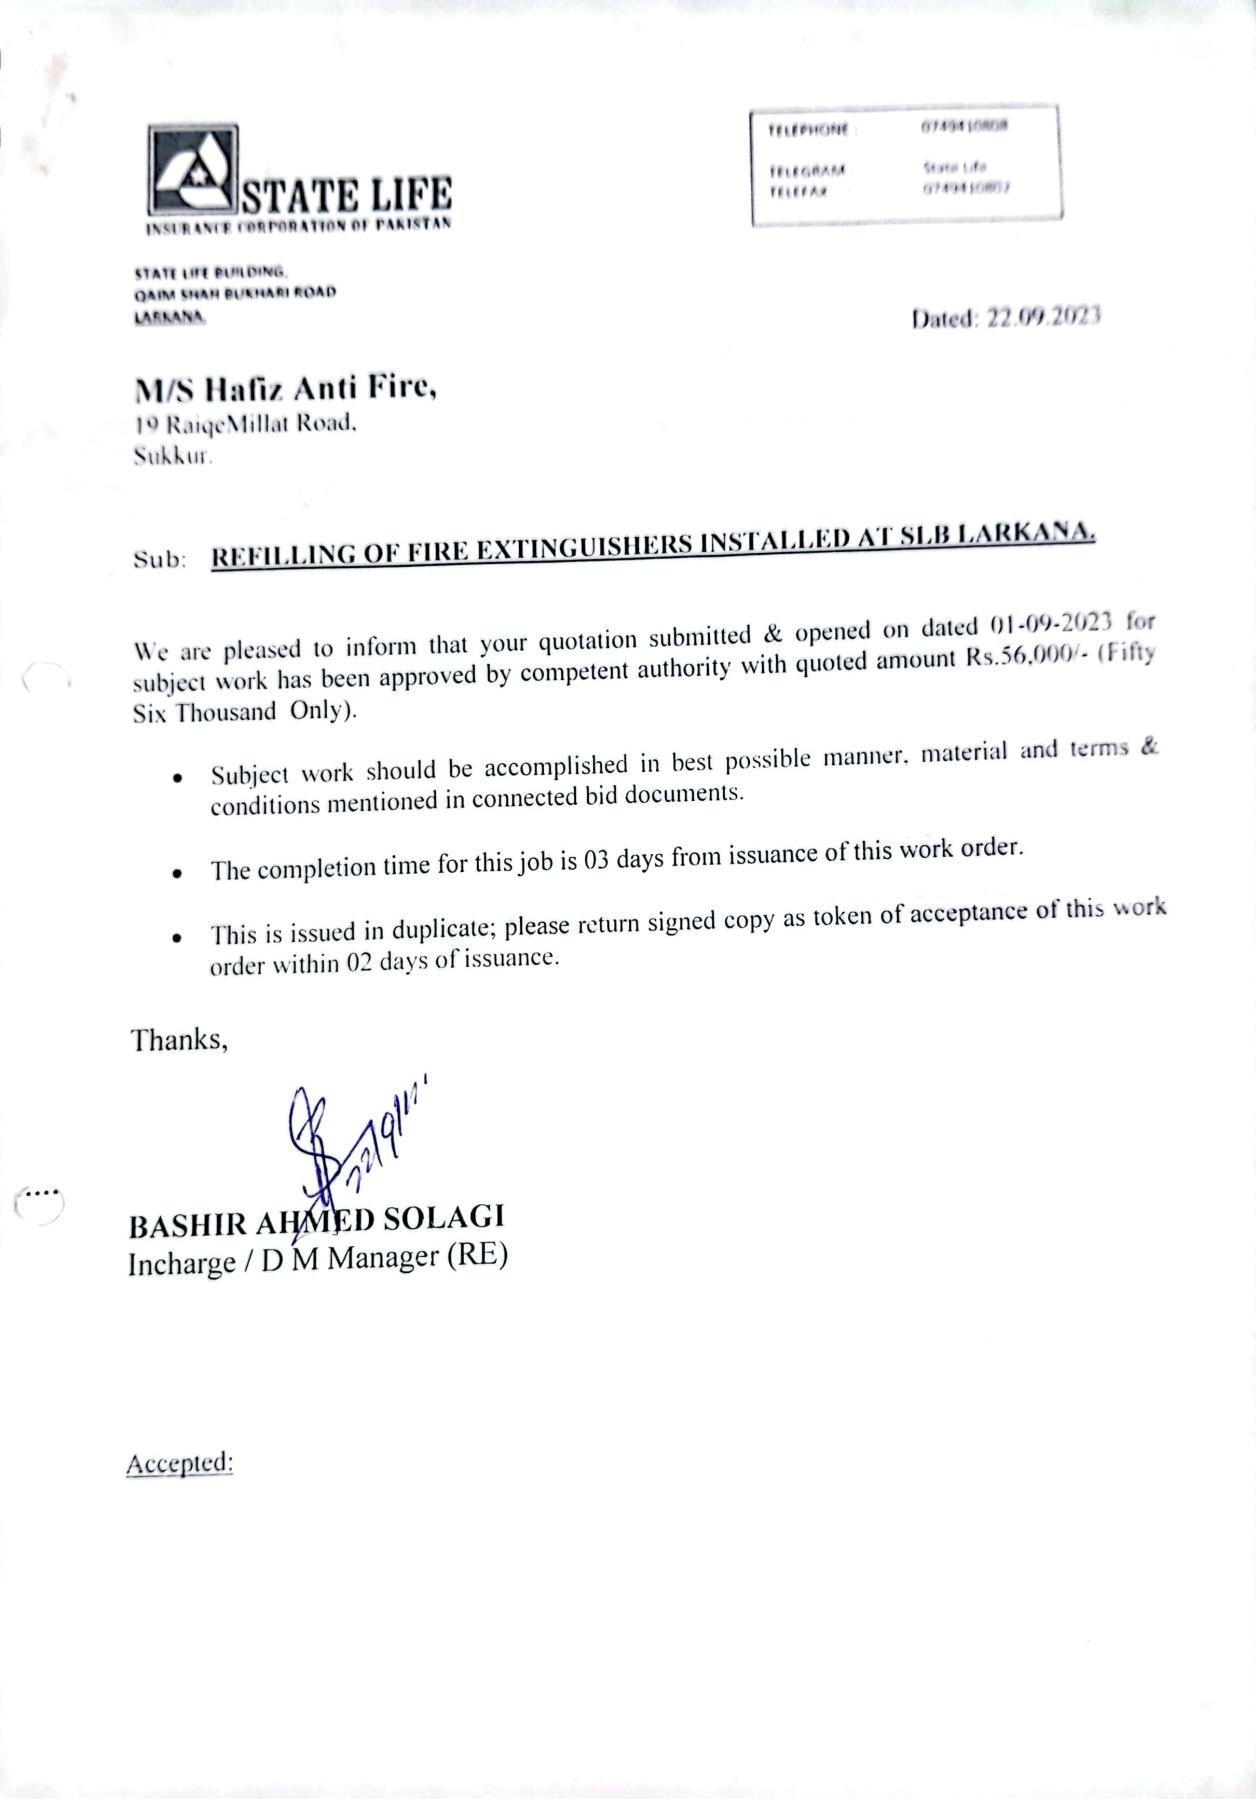 STATE LIFE
INSURANCE CORPORATION OF PAKISTAN
TELEPHONE : 0749410808
TELEGRAM State Life
TELEFAX 0749410807
STATE LIFE BUILDING,
QAIM SHAH BUKHARI ROAD
LARKANA.
Dated: 22.09.2023
M/S Hafiz Anti Fire,
19 RaiqeMillat Road,
Sukkur.
Sub: REFILLING OF FIRE EXTINGUISHERS INSTALLED AT SLB LARKANA.
We are pleased to inform that your quotation submitted & opened on dated 01-09-2023 for
subject work has been approved by competent authority with quoted amount Rs.56,000/- (Fifty
Six Thousand Only).
• Subject work should be accomplished in best possible manner, material and terms &
conditions mentioned in connected bid documents.
• The completion time for this job is 03 days from issuance of this work order.
• This is issued in duplicate; please return signed copy as token of acceptance of this work
order within 02 days of issuance.
Thanks,
BASHIR AHMED SOLAGI
Incharge / D M Manager (RE)
Accepted: